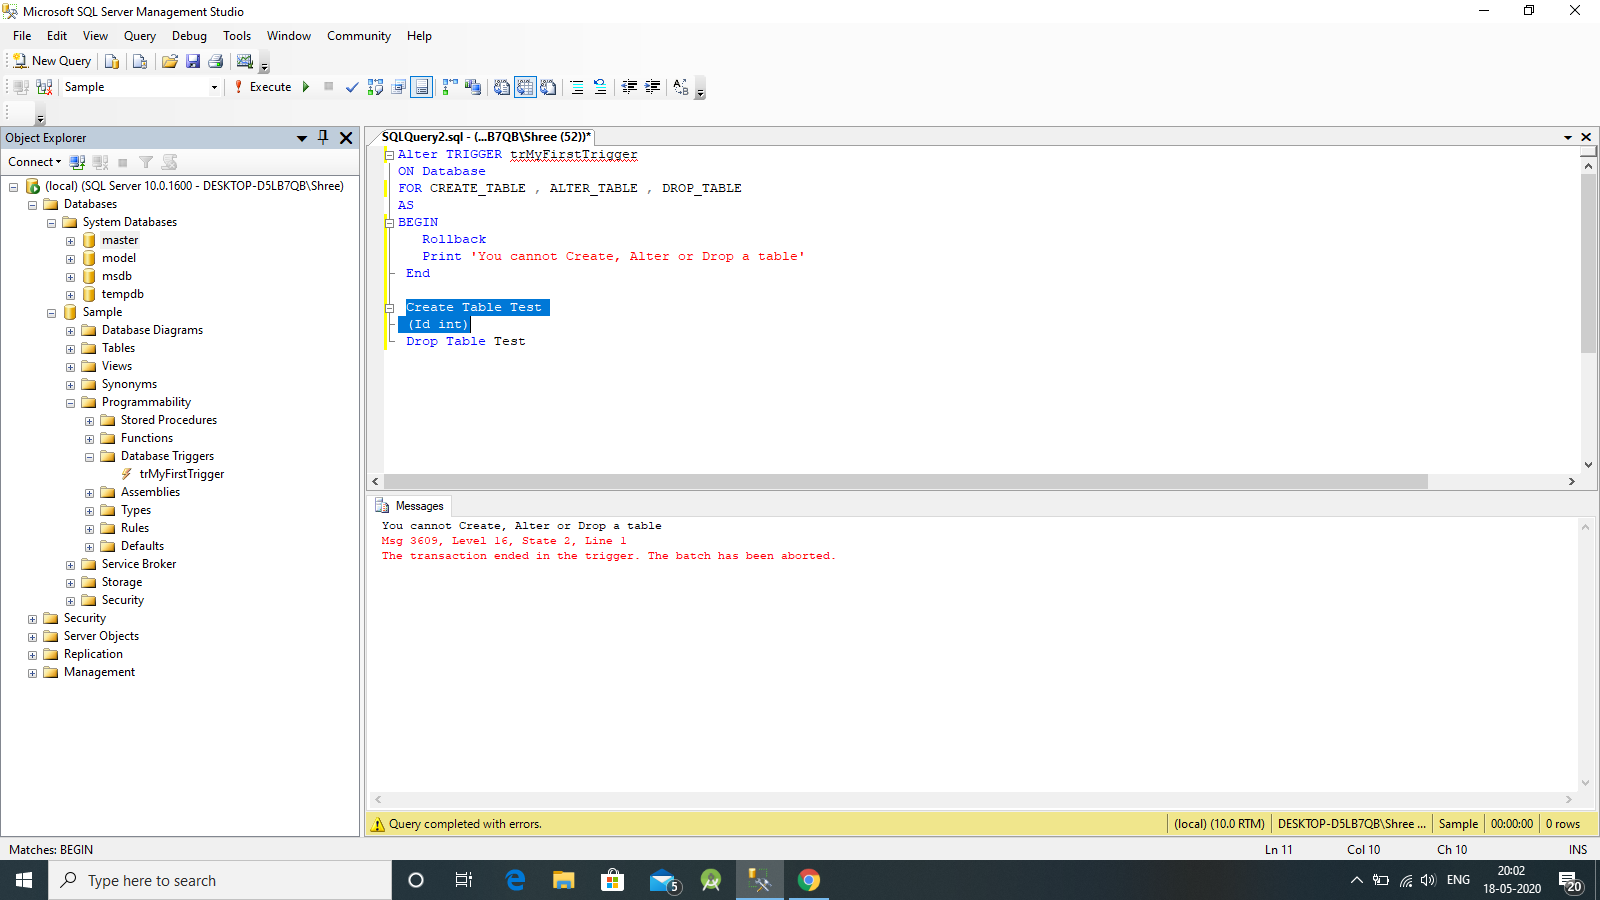 Microsoft SQL Server Management Studio
File Edit View Query Debug Tools Window Community Help
New Query
Sample Execute
Object Explorer
Connect
(local) (SQL Server 10.0.1600 - DESKTOP-D5LB7QB\Shree)
Databases
System Databases
master
model
msdb
tempdb
Sample
Database Diagrams
Tables
Views
Synonyms
Programmability
Stored Procedures
Functions
Database Triggers
trMyFirstTrigger
Assemblies
Types
Rules
Defaults
Service Broker
Storage
Security
Security
Server Objects
Replication
Management
SQLQuery2.sql - (...B7QB\Shree (52))*
Alter TRIGGER trMyFirstTrigger
ON Database
FOR CREATE_TABLE , ALTER_TABLE , DROP_TABLE
AS
BEGIN
Rollback
Print 'You cannot Create, Alter or Drop a table'
End
Create Table Test
(Id int)
Drop Table Test
Messages
You cannot Create, Alter or Drop a table
Msg 3609, Level 16, State 2, Line 1
The transaction ended in the trigger. The batch has been aborted.
Query completed with errors.
(local) (10.0 RTM) DESKTOP-D5LB7QB\Shree ... Sample 00:00:00 0 rows
Matches: BEGIN
Ln 11 Col 10 Ch 10 INS
Type here to search
5
ENG
20:02
18-05-2020
20